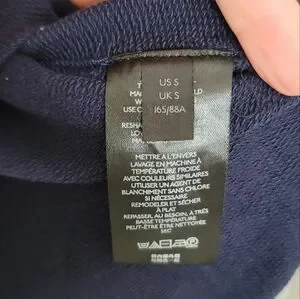 US S
UK S
165/88A
METTRE À L'ENVERS
LAVAGE EN MACHINE À
TEMPÉRATURE FROIDE
AVEC COULEURS SIMILAIRES
UTILISER UN AGENT DE
BLANCHIMENT SANS CHLORE
SI NÉCESSAIRE
REMODELER ET SÉCHER
À PLAT
REPASSER, AU BESOIN, À TRÈS
BASSE TEMPÉRATURE
PEUT-ÊTRE NETTOYÉE
SEC